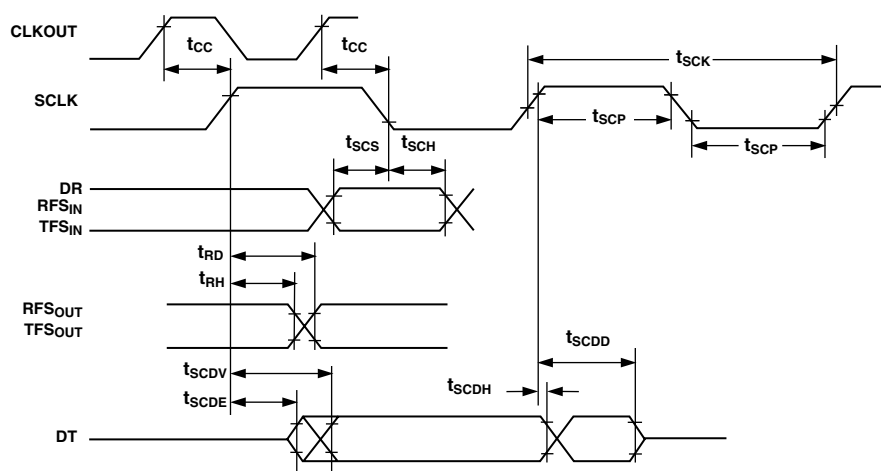 CLKOUT
tCC
tCC
tSCK
SCLK
tSCP
tSCP
tSCS
tSCH
DR
RFSIN
TFSIN
tRD
tRH
RFSOUT
TFSOUT
tSCDV
tSCDE
tSCDH
tSCDD
DT